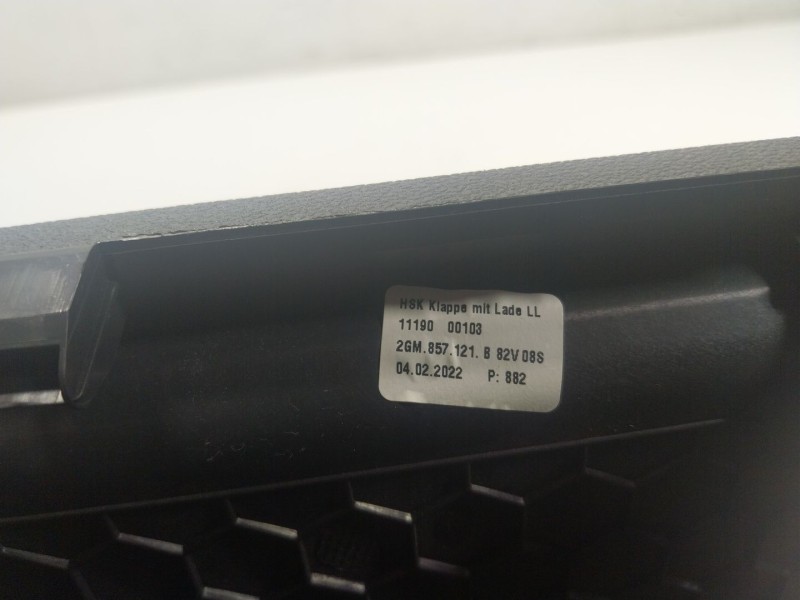 HSK Klappe mit Lade LL
11190 00103
2GM.857.121. B 82V 08S
04.02.2022 P: 882